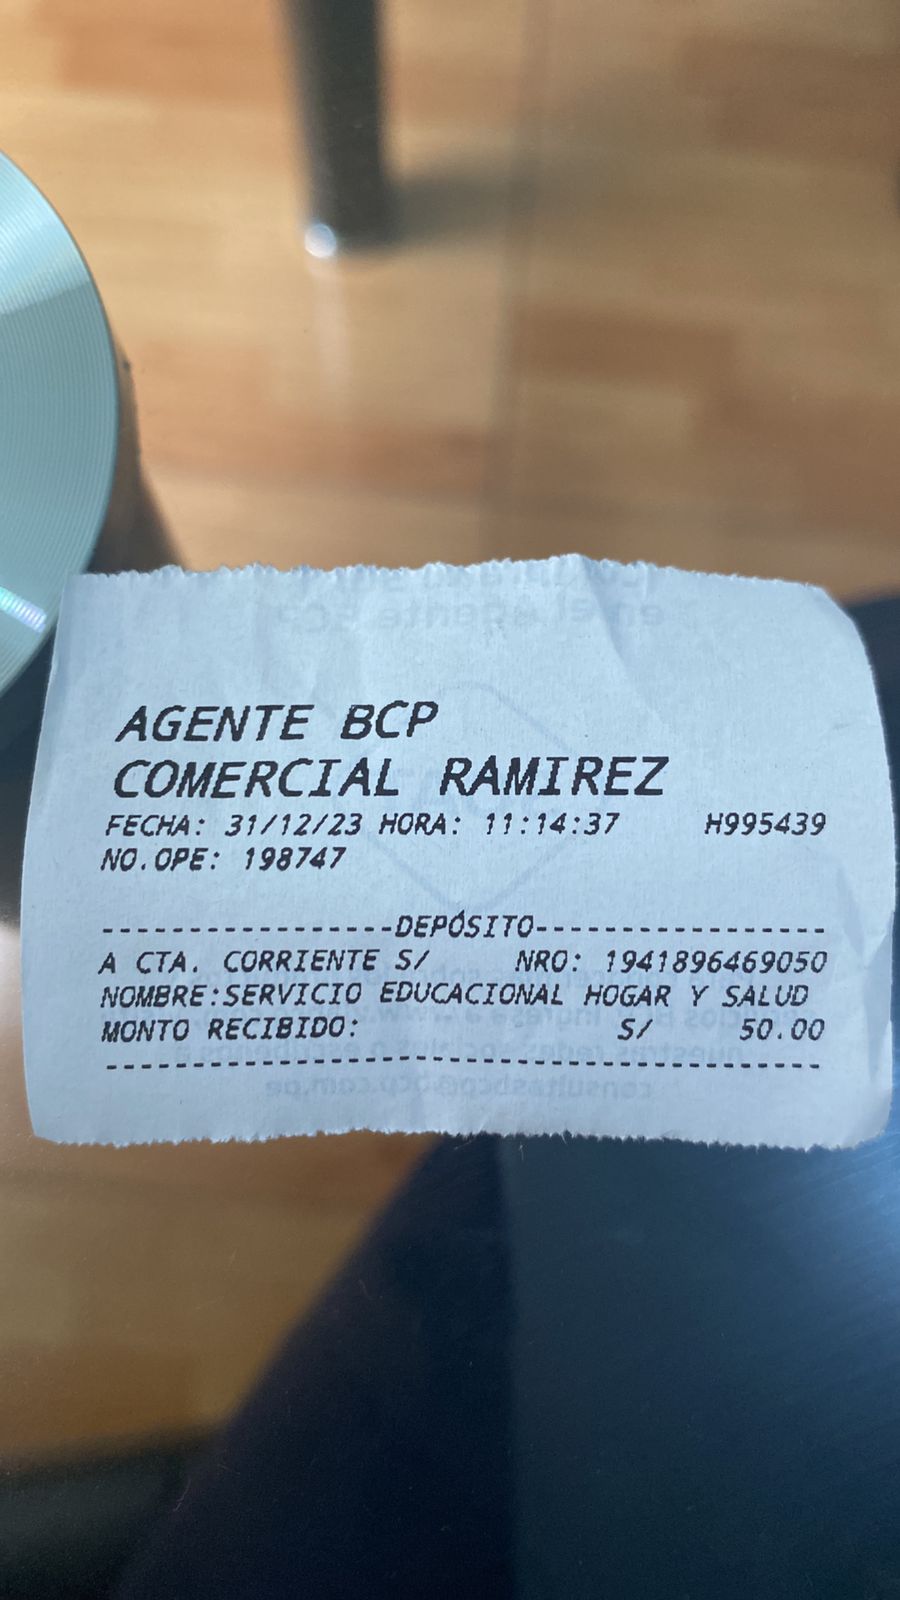 AGENTE BCP
COMERCIAL RAMIREZ
FECHA: 31/12/23 HORA: 11:14:37 H995439
NO.OPE: 198747
------------------DEPÓSITO------------------
A CTA. CORRIENTE S/ NRO: 1941896469050
NOMBRE:SERVICIO EDUCACIONAL HOGAR Y SALUD
MONTO RECIBIDO: S/ 50.00
--------------------------------------------